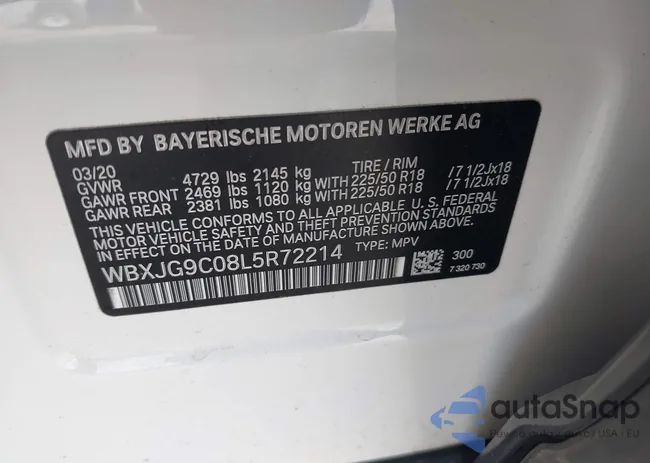 MFD BY BAYERISCHE MOTOREN WERKE AG
03/20 TIRE / RIM
GVWR 4729 lbs 2145 kg
GAWR FRONT 2469 lbs 1120 kg WITH 225/50 R18 /7 1/2Jx18
GAWR REAR 2381 lbs 1080 kg WITH 225/50 R18 /7 1/2Jx18
THIS VEHICLE CONFORMS TO ALL APPLICABLE U.S. FEDERAL
MOTOR VEHICLE SAFETY AND THEFT PREVENTION STANDARDS
IN EFFECT ON THE DATE OF MANUFACTURE SHOWN ABOVE.
WBXJG9C08L5R72214 TYPE: MPV
300
7 320 730
autoSnap